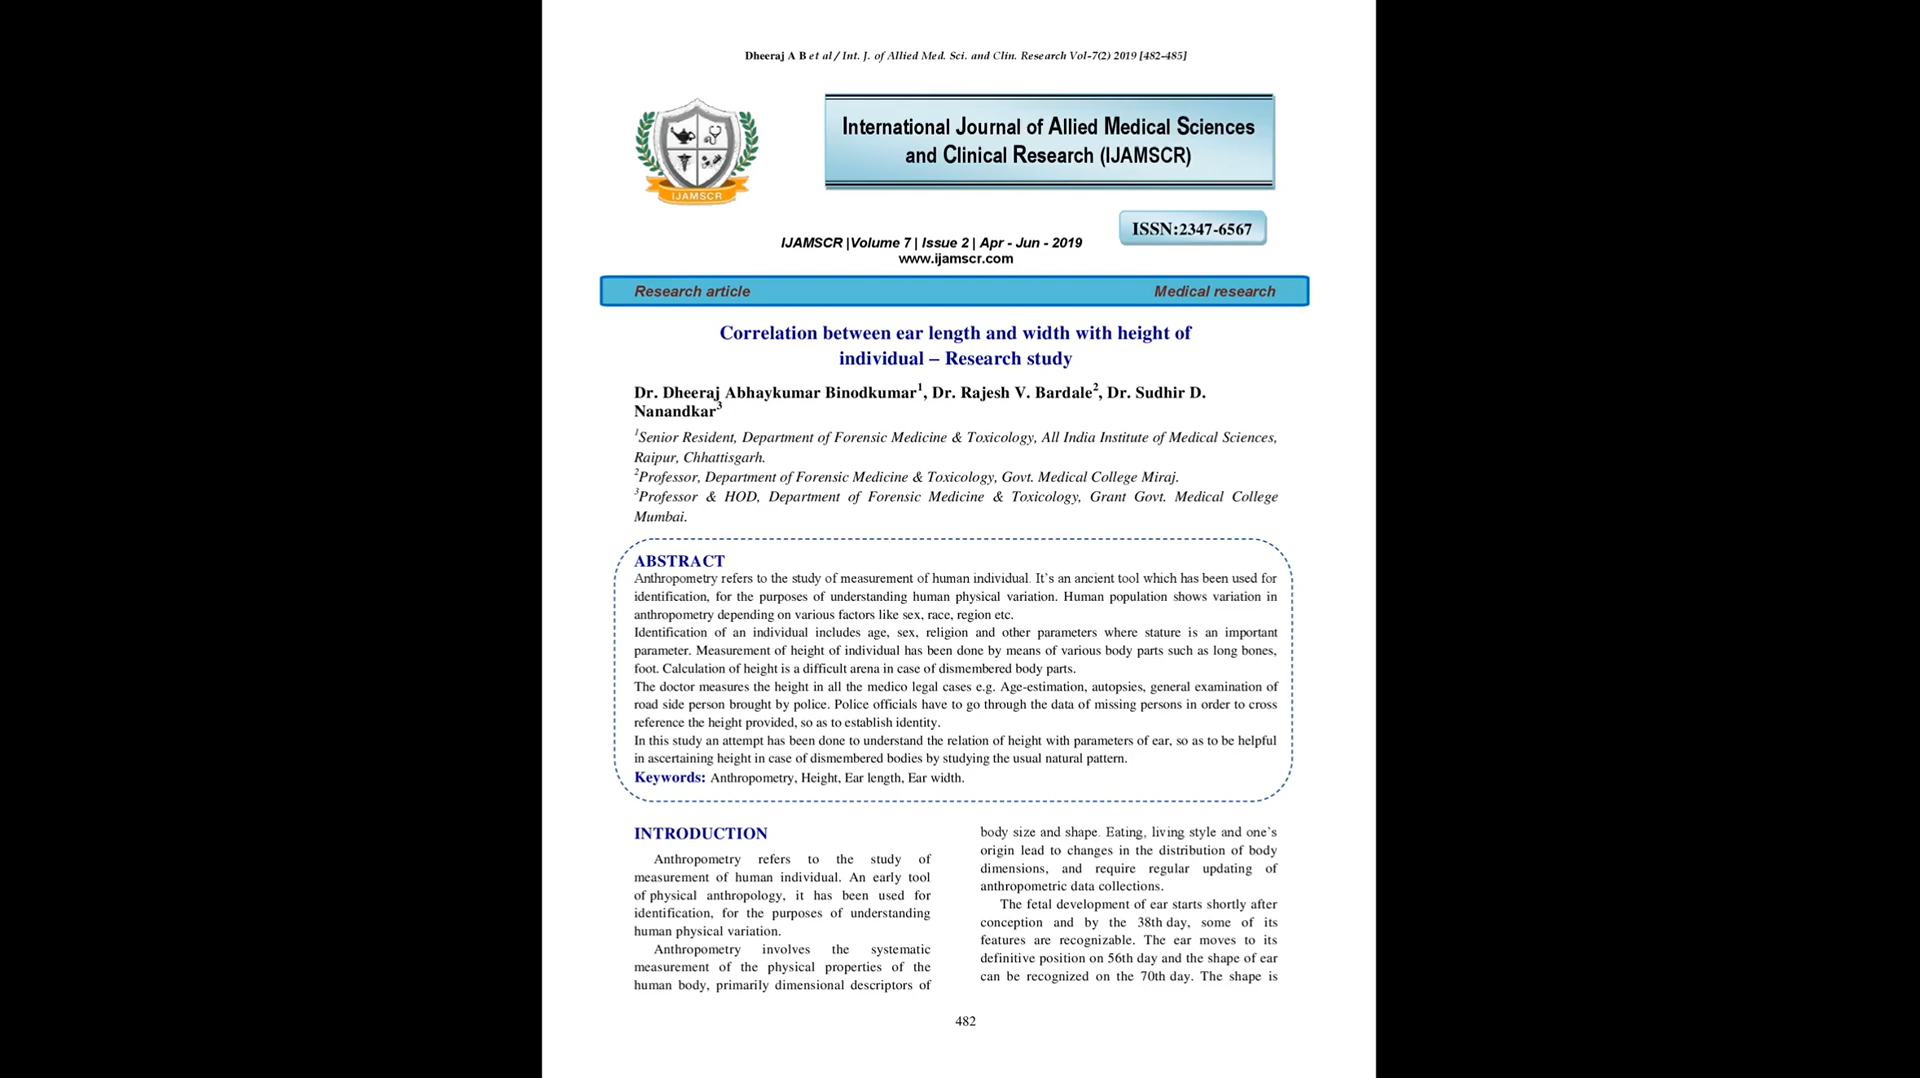 Dheeraj A B et al / Int. J. of Allied Med. Sci. and Clin. Research Vol-7(2) 2019 [482-485]
IJAMSCR
International Journal of Allied Medical Sciences
and Clinical Research (IJAMSCR)
ISSN:2347-6567
IJAMSCR |Volume 7 | Issue 2 | Apr - Jun - 2019
www.ijamscr.com
Research article Medical research
Correlation between ear length and width with height of
individual – Research study
Dr. Dheeraj Abhaykumar Binodkumar1, Dr. Rajesh V. Bardale2, Dr. Sudhir D.
Nanandkar3
1Senior Resident, Department of Forensic Medicine & Toxicology, All India Institute of Medical Sciences,
Raipur, Chhattisgarh.
2Professor, Department of Forensic Medicine & Toxicology, Govt. Medical College Miraj.
3Professor & HOD, Department of Forensic Medicine & Toxicology, Grant Govt. Medical College
Mumbai.
ABSTRACT
Anthropometry refers to the study of measurement of human individual. It's an ancient tool which has been used for
identification, for the purposes of understanding human physical variation. Human population shows variation in
anthropometry depending on various factors like sex, race, region etc.
Identification of an individual includes age, sex, religion and other parameters where stature is an important
parameter. Measurement of height of individual has been done by means of various body parts such as long bones,
foot. Calculation of height is a difficult arena in case of dismembered body parts.
The doctor measures the height in all the medico legal cases e.g. Age-estimation, autopsies, general examination of
road side person brought by police. Police officials have to go through the data of missing persons in order to cross
reference the height provided, so as to establish identity.
In this study an attempt has been done to understand the relation of height with parameters of ear, so as to be helpful
in ascertaining height in case of dismembered bodies by studying the usual natural pattern.
Keywords: Anthropometry, Height, Ear length, Ear width.
INTRODUCTION
Anthropometry refers to the study of
measurement of human individual. An early tool
of physical anthropology, it has been used for
identification, for the purposes of understanding
human physical variation.
Anthropometry involves the systematic
measurement of the physical properties of the
human body, primarily dimensional descriptors of
body size and shape. Eating, living style and one's
origin lead to changes in the distribution of body
dimensions, and require regular updating of
anthropometric data collections.
The fetal development of ear starts shortly after
conception and by the 38th day, some of its
features are recognizable. The ear moves to its
definitive position on 56th day and the shape of ear
can be recognized on the 70th day. The shape is
482